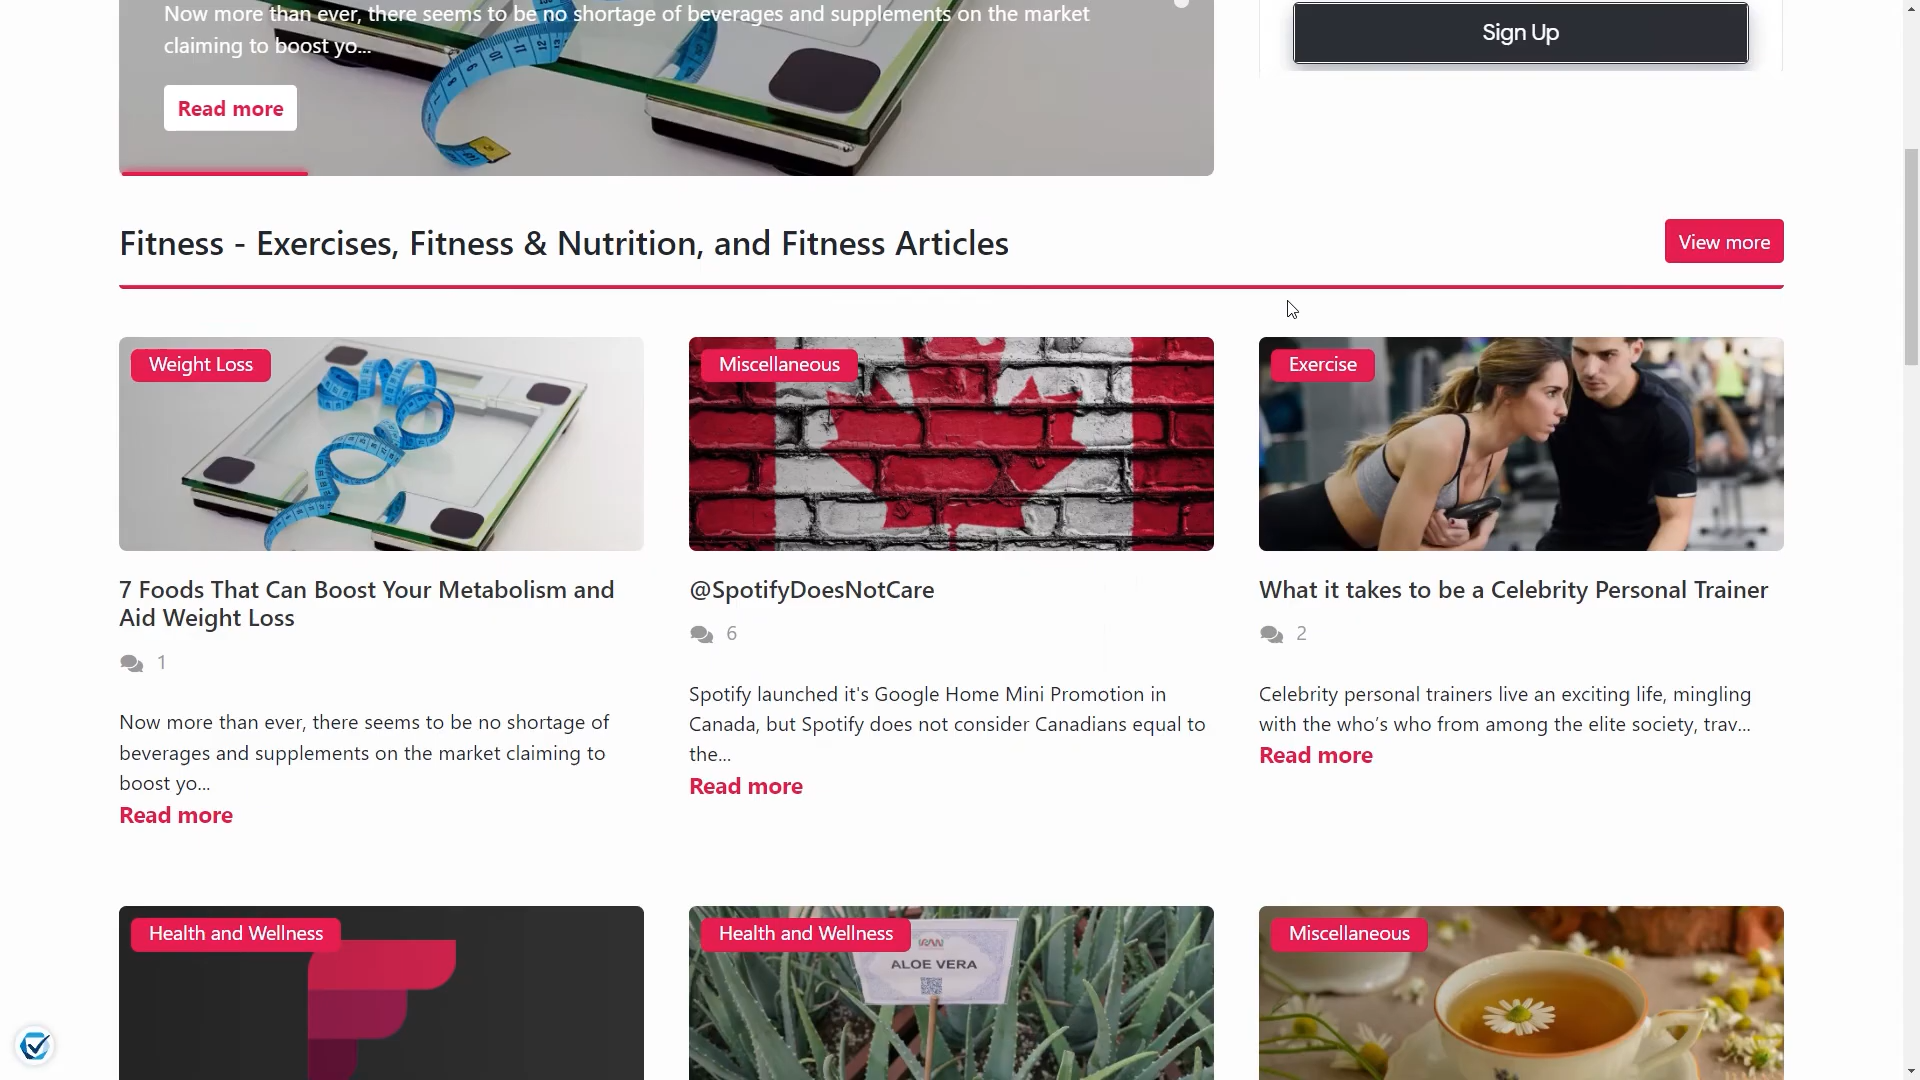 Now more than ever, there seems to be no shortage of beverages and supplements on the market
claiming to boost yo...
Read more
Sign Up
Fitness - Exercises, Fitness & Nutrition, and Fitness Articles
View more
Weight Loss
7 Foods That Can Boost Your Metabolism and
Aid Weight Loss
1
Now more than ever, there seems to be no shortage of
beverages and supplements on the market claiming to
boost yo...
Read more
Miscellaneous
@SpotifyDoesNotCare
6
Spotify launched it's Google Home Mini Promotion in
Canada, but Spotify does not consider Canadians equal to
the...
Read more
Exercise
What it takes to be a Celebrity Personal Trainer
2
Celebrity personal trainers live an exciting life, mingling
with the who’s who from among the elite society, trav...
Read more
Health and Wellness
Health and Wellness
ALOE VERA
Miscellaneous